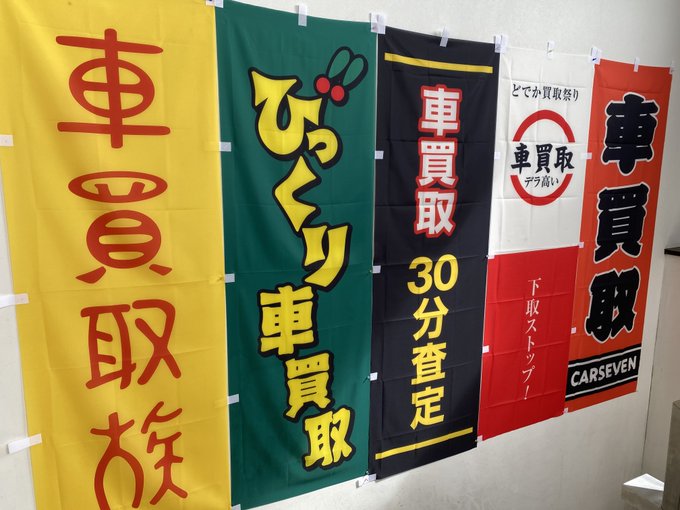 車買取族
びっくり車買取
車買取
30分査定
どでか買取祭り
車買取
デラ高い
下取ストップ!
車買取
CARSEVEN